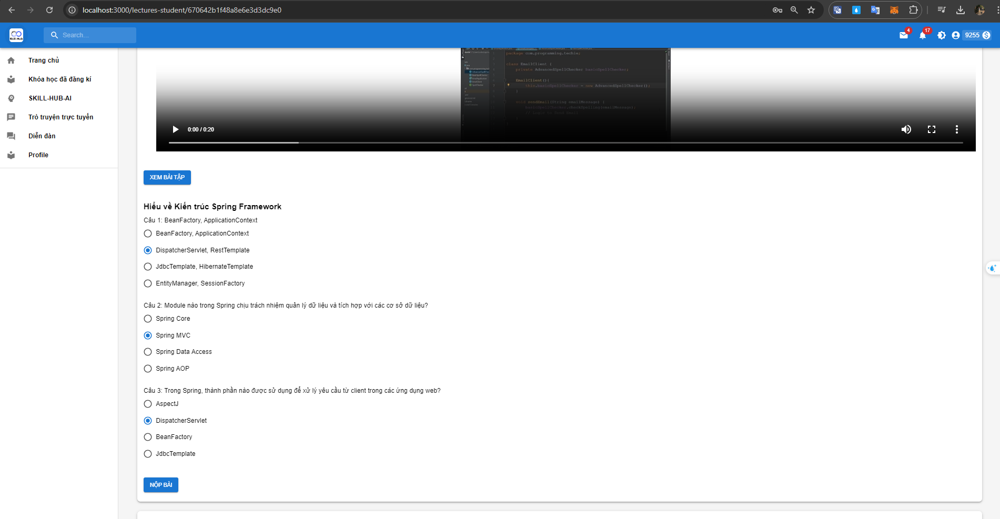 localhost:3000/lectures-student/670642b1f48a8e6e3d3dc9e0
Skill-Hub
Search...
4
17
9255
Trang chủ
Khóa học đã đăng kí
SKILL-HUB-AI
Trò truyện trực tuyến
Diễn đàn
Profile
package com.programming.techie;
class EmailClient {
private AdvancedSpellChecker basicSpellChecker;
EmailClient(){
this.basicSpellChecker = new AdvancedSpellChecker();
}
void sendEmail(String emailMessage) {
basicSpellChecker.checkSpelling(emailMessage);
// Logic to Send Email
}
0:00 / 0:20
XEM BÀI TẬP
Hiểu về Kiến trúc Spring Framework
Câu 1: BeanFactory, ApplicationContext
BeanFactory, ApplicationContext
DispatcherServlet, RestTemplate
JdbcTemplate, HibernateTemplate
EntityManager, SessionFactory
Câu 2: Module nào trong Spring chịu trách nhiệm quản lý dữ liệu và tích hợp với các cơ sở dữ liệu?
Spring Core
Spring MVC
Spring Data Access
Spring AOP
Câu 3: Trong Spring, thành phần nào được sử dụng để xử lý yêu cầu từ client trong các ứng dụng web?
AspectJ
DispatcherServlet
BeanFactory
JdbcTemplate
NỘP BÀI